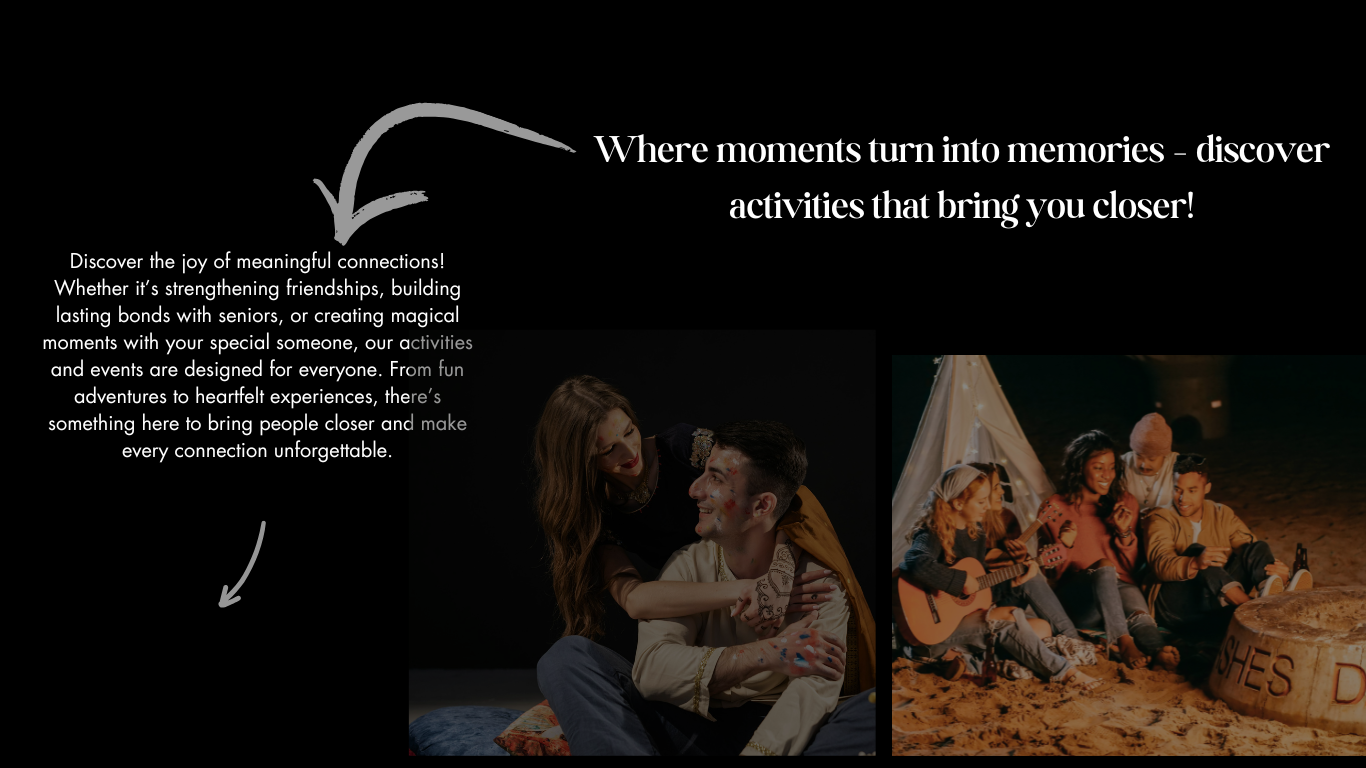 Where moments turn into memories – discover
activities that bring you closer!
Discover the joy of meaningful connections!
Whether it’s strengthening friendships, building
lasting bonds with seniors, or creating magical
moments with your special someone, our activities
and events are designed for everyone. From fun
adventures to heartfelt experiences, there’s
something here to bring people closer and make
every connection unforgettable.
SHES D